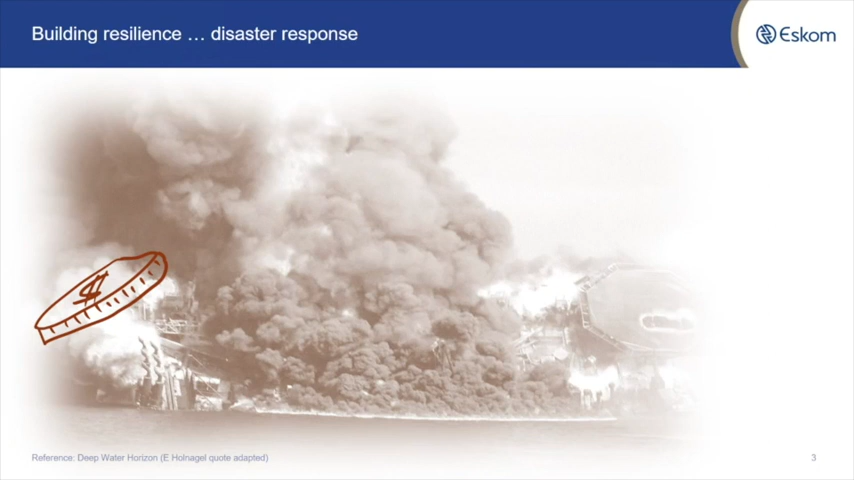 Building resilience … disaster response
Eskom
$
Reference: Deep Water Horizon (E Holnagel quote adapted)
3